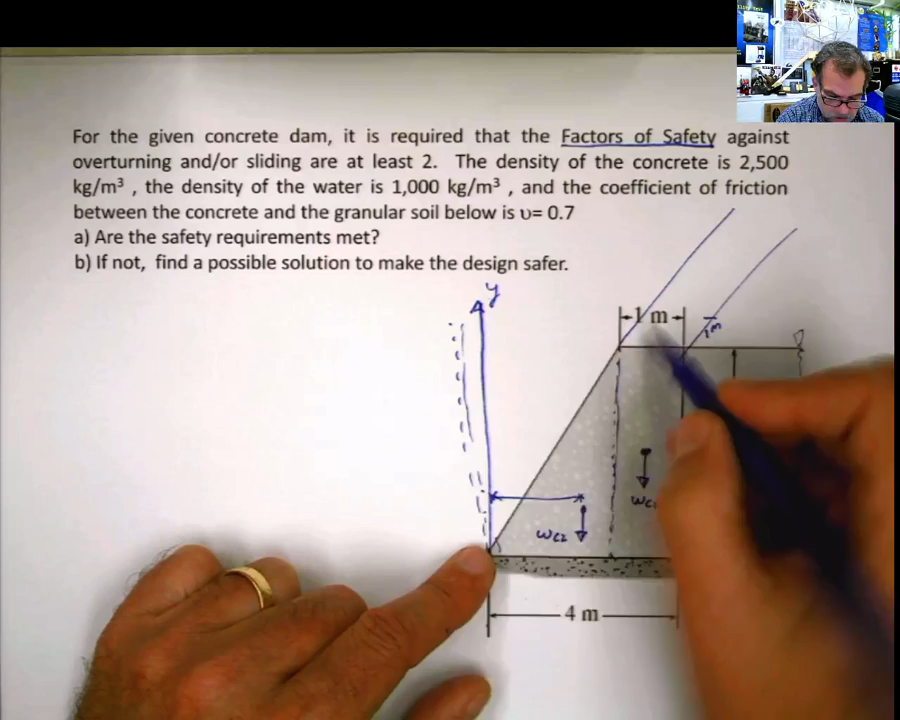 For the given concrete dam, it is required that the Factors of Safety against
overturning and/or sliding are at least 2. The density of the concrete is 2,500
kg/m³ , the density of the water is 1,000 kg/m³ , and the coefficient of friction
between the concrete and the granular soil below is υ= 0.7
a) Are the safety requirements met?
b) If not, find a possible solution to make the design safer.
y
1 m
1m
WC
WC2
4 m